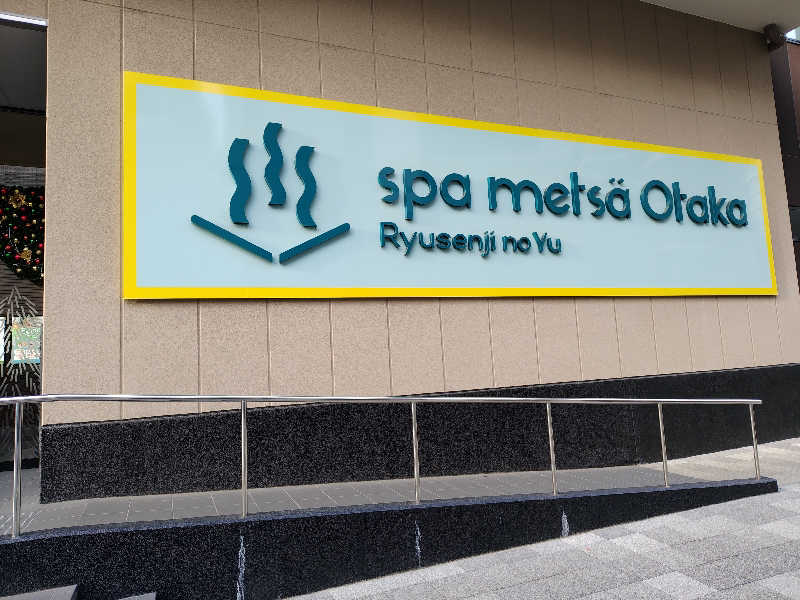 spa metsä Otaka
Ryusenji no Yu